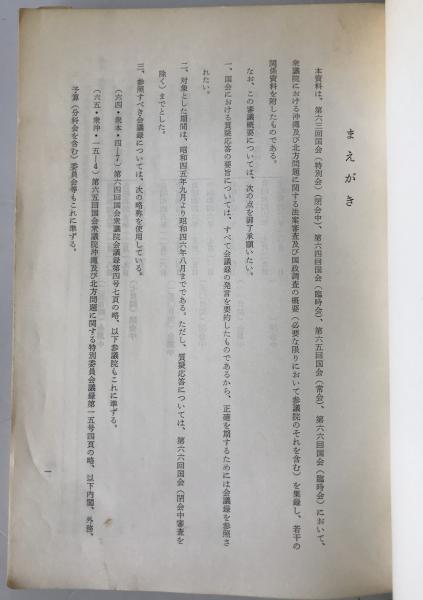 まえがき
本資料は、第六三回国会(特別会)(閉会中)、第六四回国会(臨時会)、第六五回国会(常会)、第六六回国会(臨時会)において、
衆議院における沖縄及び北方問題に関する法案審査及び国政調査の概要(必要な限りにおいて参議院のそれを含む)を集録し、若干の
関係資料を附したものである。
なお、この審議概要については、次の点を御了承願いたい。
一、国会における質疑応答の要旨については、すべて会議録の発言を要約したものであるから、正確を期するためには会議録を参照さ
れたい。
二、対象とした期間は、昭和四五年九月より昭和四六年八月までである。ただし、質疑応答については、第六六回国会(閉会中審査を
除く)までとした。
三、参照すべき会議録については、次の略称を使用している。
(六四・衆本・四―7)第六四回国会衆議院会議録第四号七頁の略、以下参議院もこれに準ずる。
(六五・衆沖・一五―4)第六五回国会衆議院沖縄及び北方問題に関する特別委員会議録第一五号四頁の略、以下内閣、外務、
予算(分科会を含む)委員会等もこれに準ずる。
一